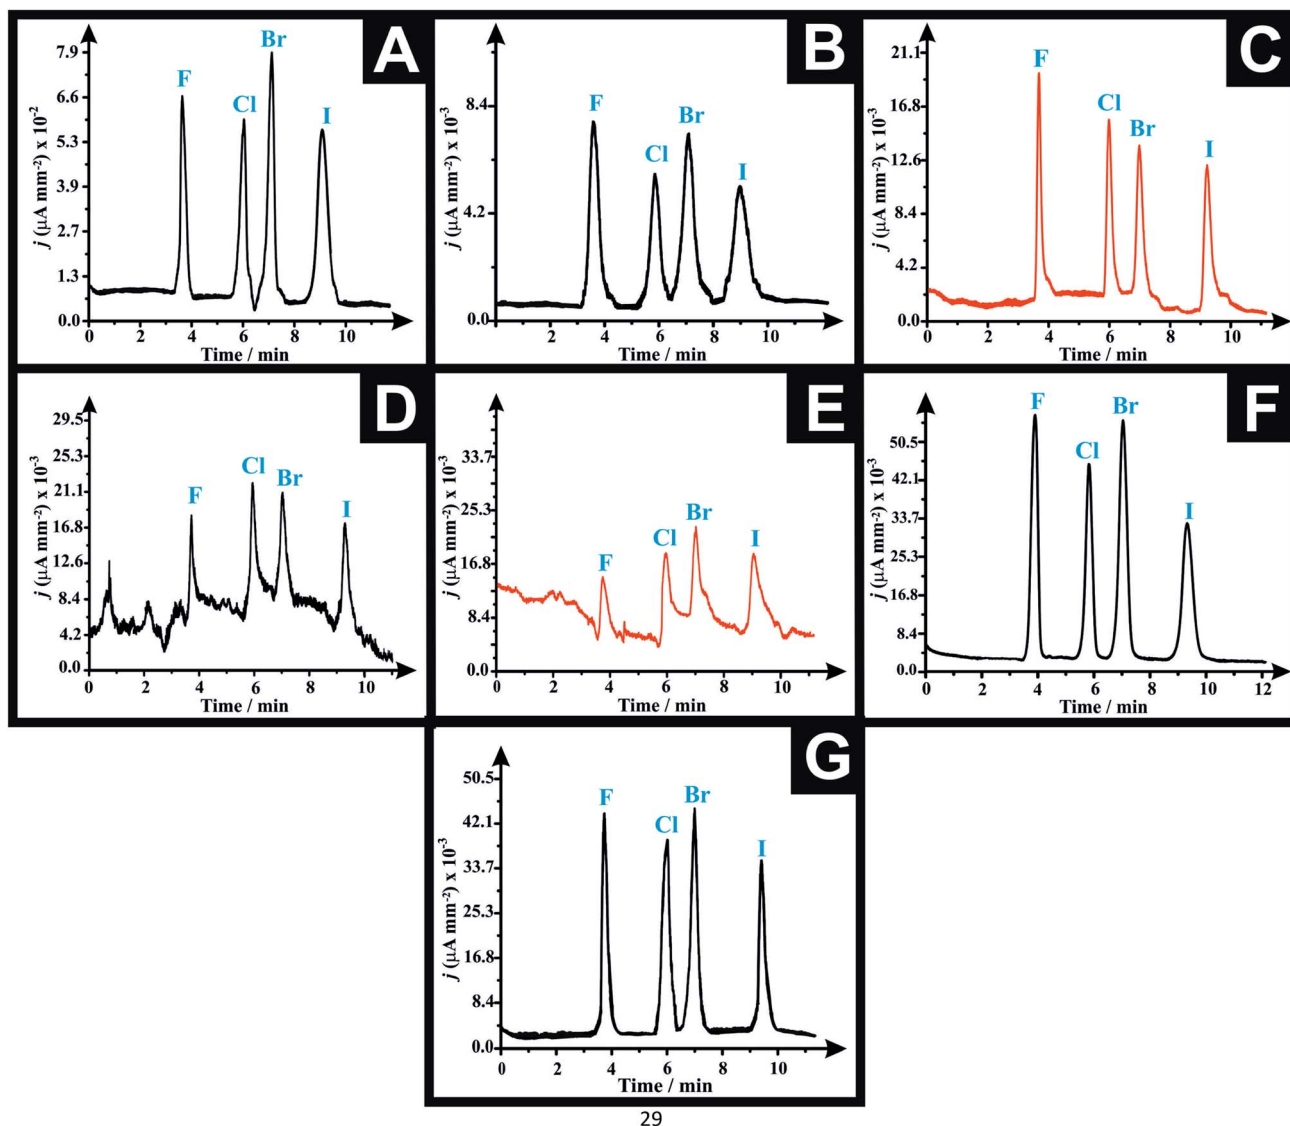 A
j (μA mm⁻²) x 10⁻²
7.9
6.6
5.3
3.9
2.7
1.3
0.0
F
Cl
Br
I
0 2 4 6 8 10
Time / min
B
j (μA mm⁻²) x 10⁻³
8.4
4.2
0.0
F
Cl
Br
I
0 2 4 6 8 10
Time / min
C
j (μA mm⁻²) x 10⁻³
21.1
16.8
12.6
8.4
4.2
0.0
F
Cl
Br
I
0 2 4 6 8 10
Time / min
D
j (μA mm⁻²) x 10⁻³
29.5
25.3
21.1
16.8
12.6
8.4
4.2
0.0
F
Cl
Br
I
0 2 4 6 8 10
Time / min
E
j (μA mm⁻²) x 10⁻³
33.7
25.3
16.8
8.4
0.0
F
Cl
Br
I
0 2 4 6 8 10
Time / min
F
j (μA mm⁻²) x 10⁻³
50.5
42.1
33.7
25.3
16.8
8.4
0.0
F
Cl
Br
I
0 2 4 6 8 10 12
Time / min
G
j (μA mm⁻²) x 10⁻³
50.5
42.1
33.7
25.3
16.8
8.4
0.0
F
Cl
Br
I
0 2 4 6 8 10
Time / min
29